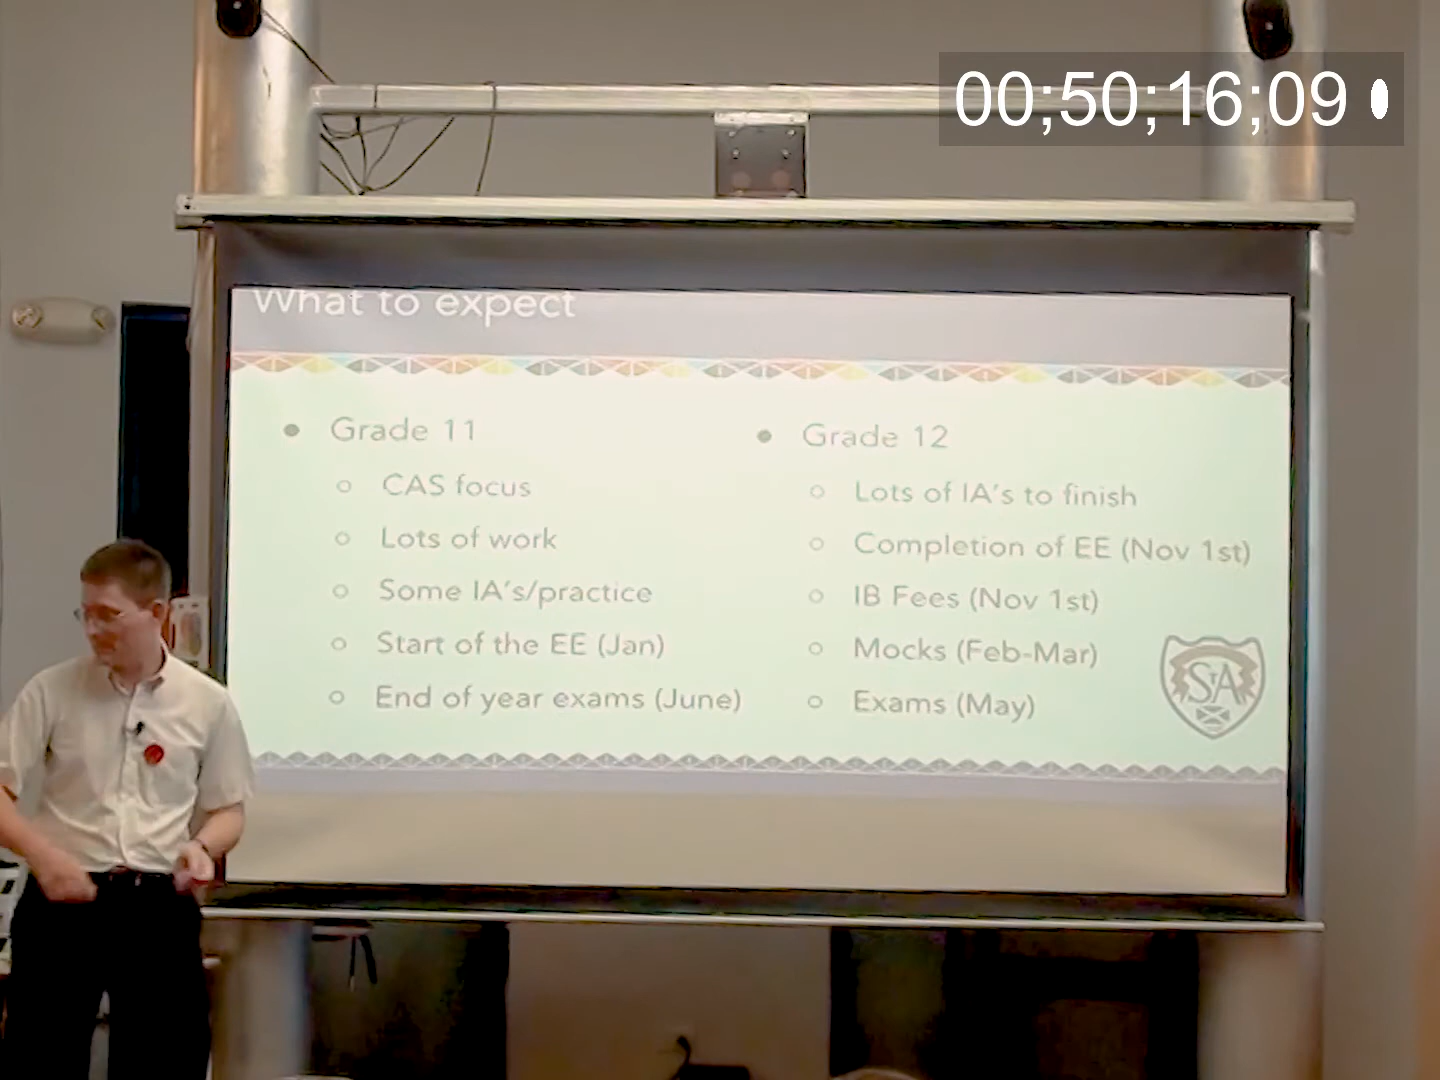 00;50;16;09
What to expect
Grade 11
CAS focus
Lots of work
Some IA's/practice
Start of the EE (Jan)
End of year exams (June)
Grade 12
Lots of IA's to finish
Completion of EE (Nov 1st)
IB Fees (Nov 1st)
Mocks (Feb-Mar)
Exams (May)
STA